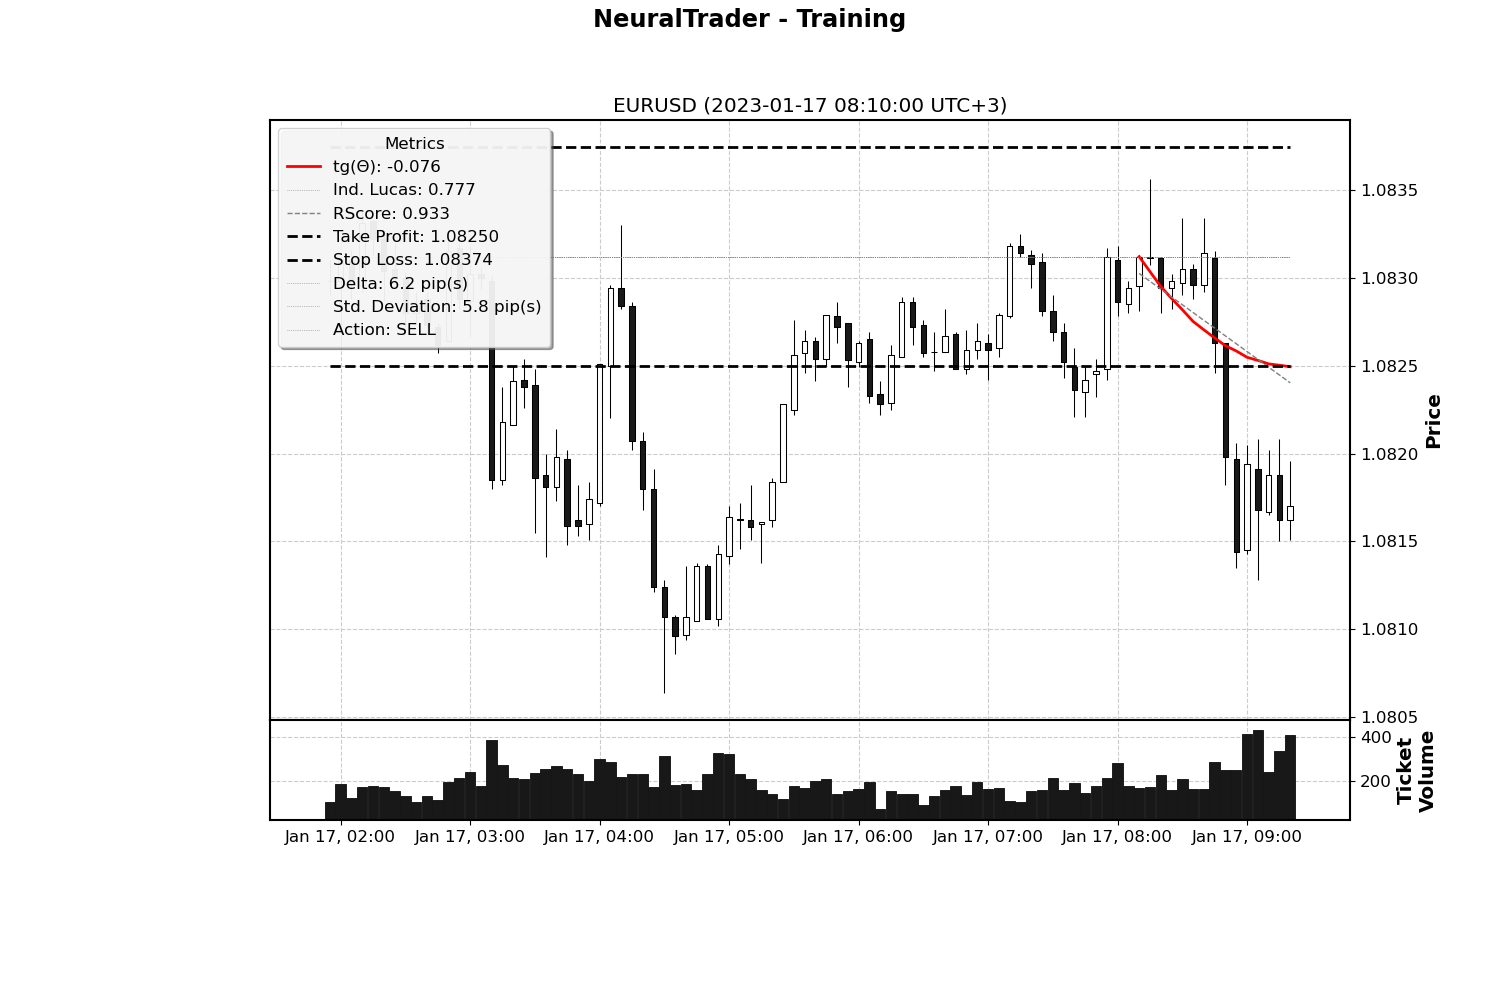 NeuralTrader - Training
EURUSD (2023-01-17 08:10:00 UTC+3)
Metrics
tg(Θ): -0.076
Ind. Lucas: 0.777
RScore: 0.933
Take Profit: 1.08250
Stop Loss: 1.08374
Delta: 6.2 pip(s)
Std. Deviation: 5.8 pip(s)
Action: SELL
1.0835
1.0830
1.0825
1.0820
1.0815
1.0810
1.0805
Price
400
200
Ticket
Volume
Jan 17, 02:00
Jan 17, 03:00
Jan 17, 04:00
Jan 17, 05:00
Jan 17, 06:00
Jan 17, 07:00
Jan 17, 08:00
Jan 17, 09:00